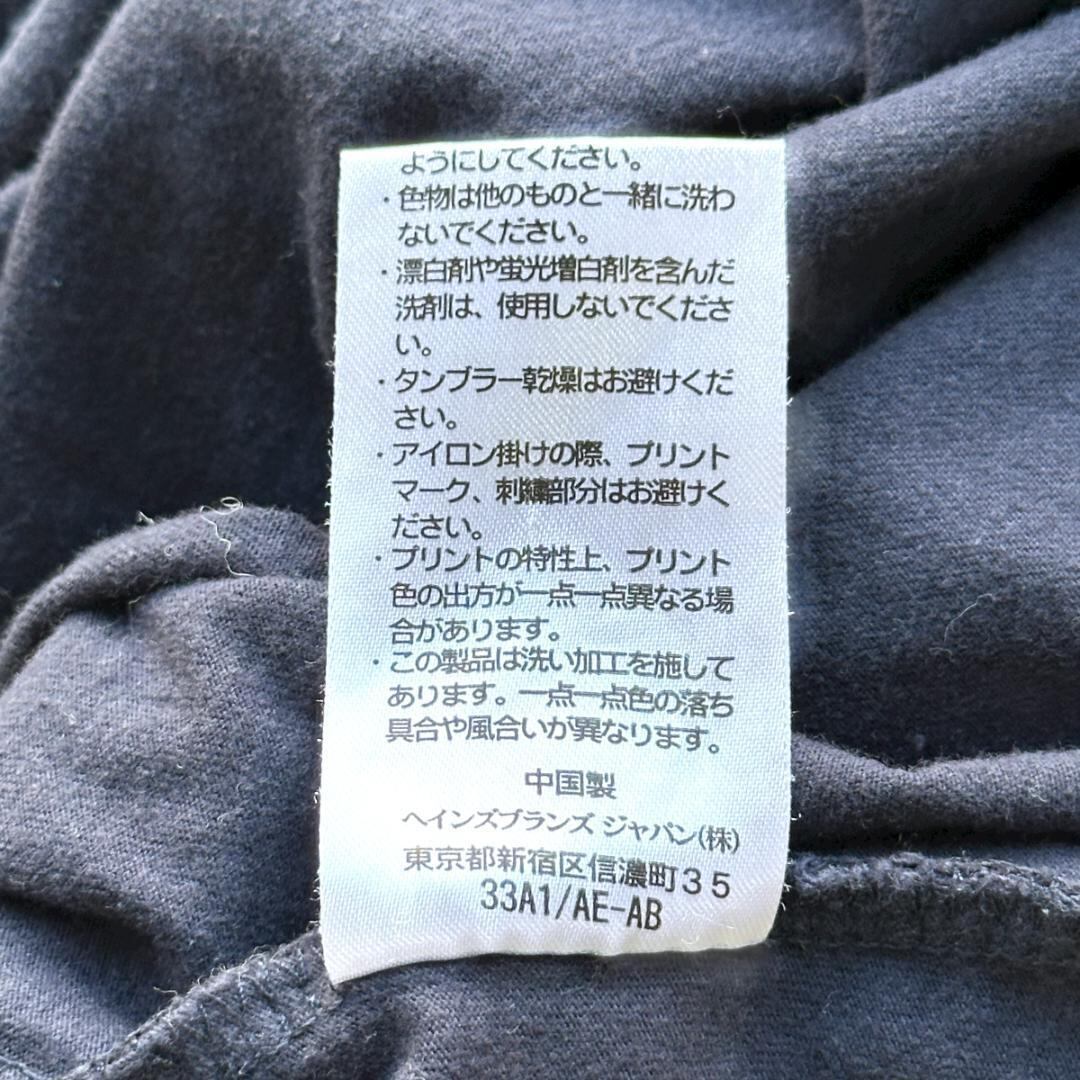 ようにしてください。
・色物は他のものと一緒に洗わ
ないでください。
・漂白剤や蛍光増白剤を含んだ
洗剤は、使用しないでくださ
い。
・タンブラー乾燥はお避けくだ
さい。
・アイロン掛けの際、プリント
マーク、刺繍部分はお避けく
ださい。
・プリントの特性上、プリント
色の出方が一点一点異なる場
合があります。
・この製品は洗い加工を施して
あります。一点一点色の落ち
具合や風合いが異なります。
中国製
ヘインズブランズ ジャパン(株)
東京都新宿区信濃町35
33A1/AE-AB